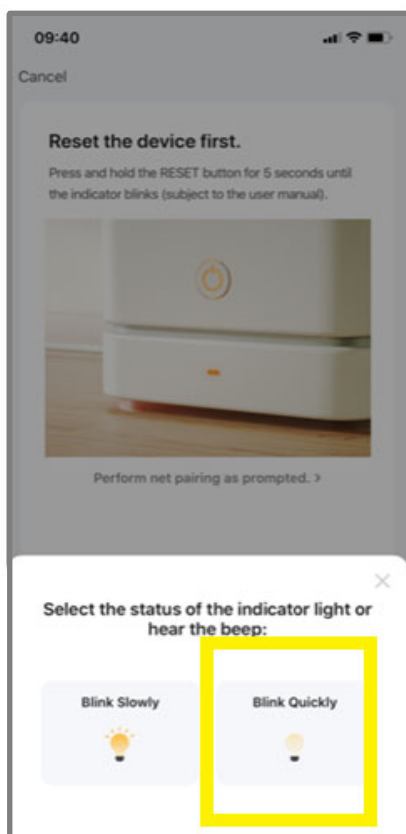 09:40
Cancel
Reset the device first.
Press and hold the RESET button for 5 seconds until
the indicator blinks (subject to the user manual).
Perform net pairing as prompted. >
Select the status of the indicator light or
hear the beep:
Blink Slowly
Blink Quickly